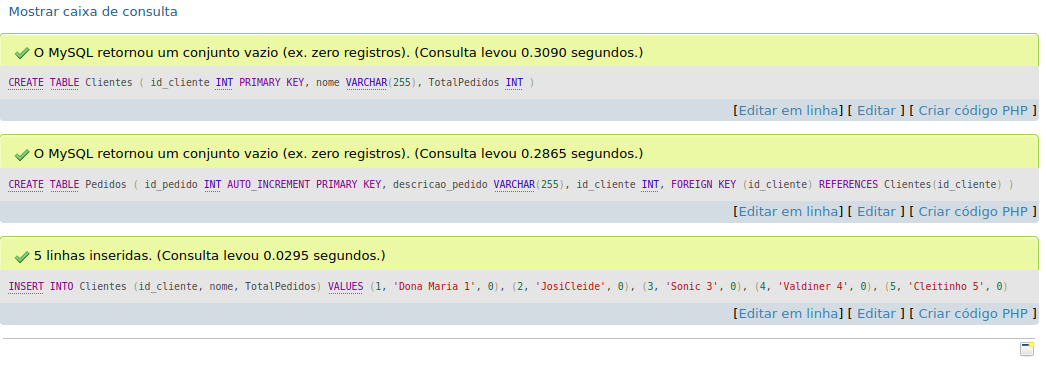 Mostrar caixa de consulta
O MySQL retornou um conjunto vazio (ex. zero registros). (Consulta levou 0.3090 segundos.)
CREATE TABLE Clientes ( id_cliente INT PRIMARY KEY, nome VARCHAR(255), TotalPedidos INT )
[Editar em linha] [ Editar ] [ Criar código PHP ]
O MySQL retornou um conjunto vazio (ex. zero registros). (Consulta levou 0.2865 segundos.)
CREATE TABLE Pedidos ( id_pedido INT AUTO_INCREMENT PRIMARY KEY, descricao_pedido VARCHAR(255), id_cliente INT, FOREIGN KEY (id_cliente) REFERENCES Clientes(id_cliente) )
[Editar em linha] [ Editar ] [ Criar código PHP ]
5 linhas inseridas. (Consulta levou 0.0295 segundos.)
INSERT INTO Clientes (id_cliente, nome, TotalPedidos) VALUES (1, 'Dona Maria 1', 0), (2, 'JosiCleide', 0), (3, 'Sonic 3', 0), (4, 'Valdiner 4', 0), (5, 'Cleitinho 5', 0)
[Editar em linha] [ Editar ] [ Criar código PHP ]